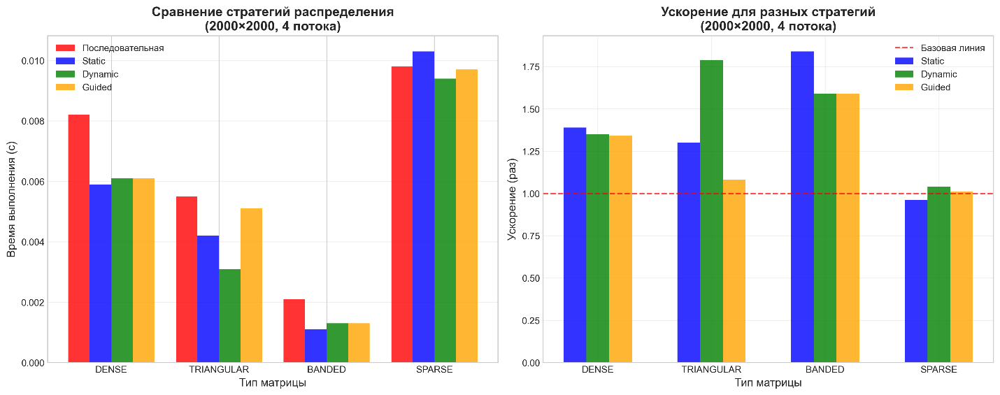 Сравнение стратегий распределения
(2000×2000, 4 потока)
Последовательная
Static
Dynamic
Guided
Время выполнения (с)
0.010
0.008
0.006
0.004
0.002
0.000
DENSE
TRIANGULAR
BANDED
SPARSE
Тип матрицы
Ускорение для разных стратегий
(2000×2000, 4 потока)
Базовая линия
Static
Dynamic
Guided
Ускорение (раз)
1.75
1.50
1.25
1.00
0.75
0.50
0.25
0.00
DENSE
TRIANGULAR
BANDED
SPARSE
Тип матрицы